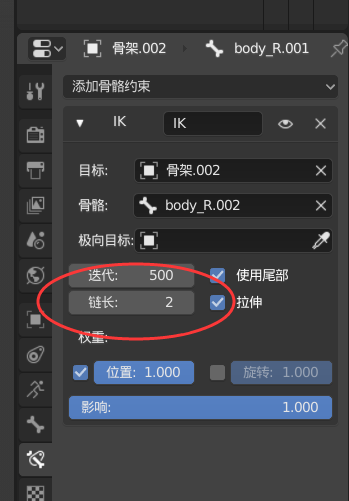 骨架.002 body_R.001
添加骨骼约束
IK IK
目标: 骨架.002
骨骼: body_R.002
极向目标:
迭代: 500 使用尾部
链长: 2 拉伸
权重:
位置: 1.000 旋转: 1.000
影响: 1.000